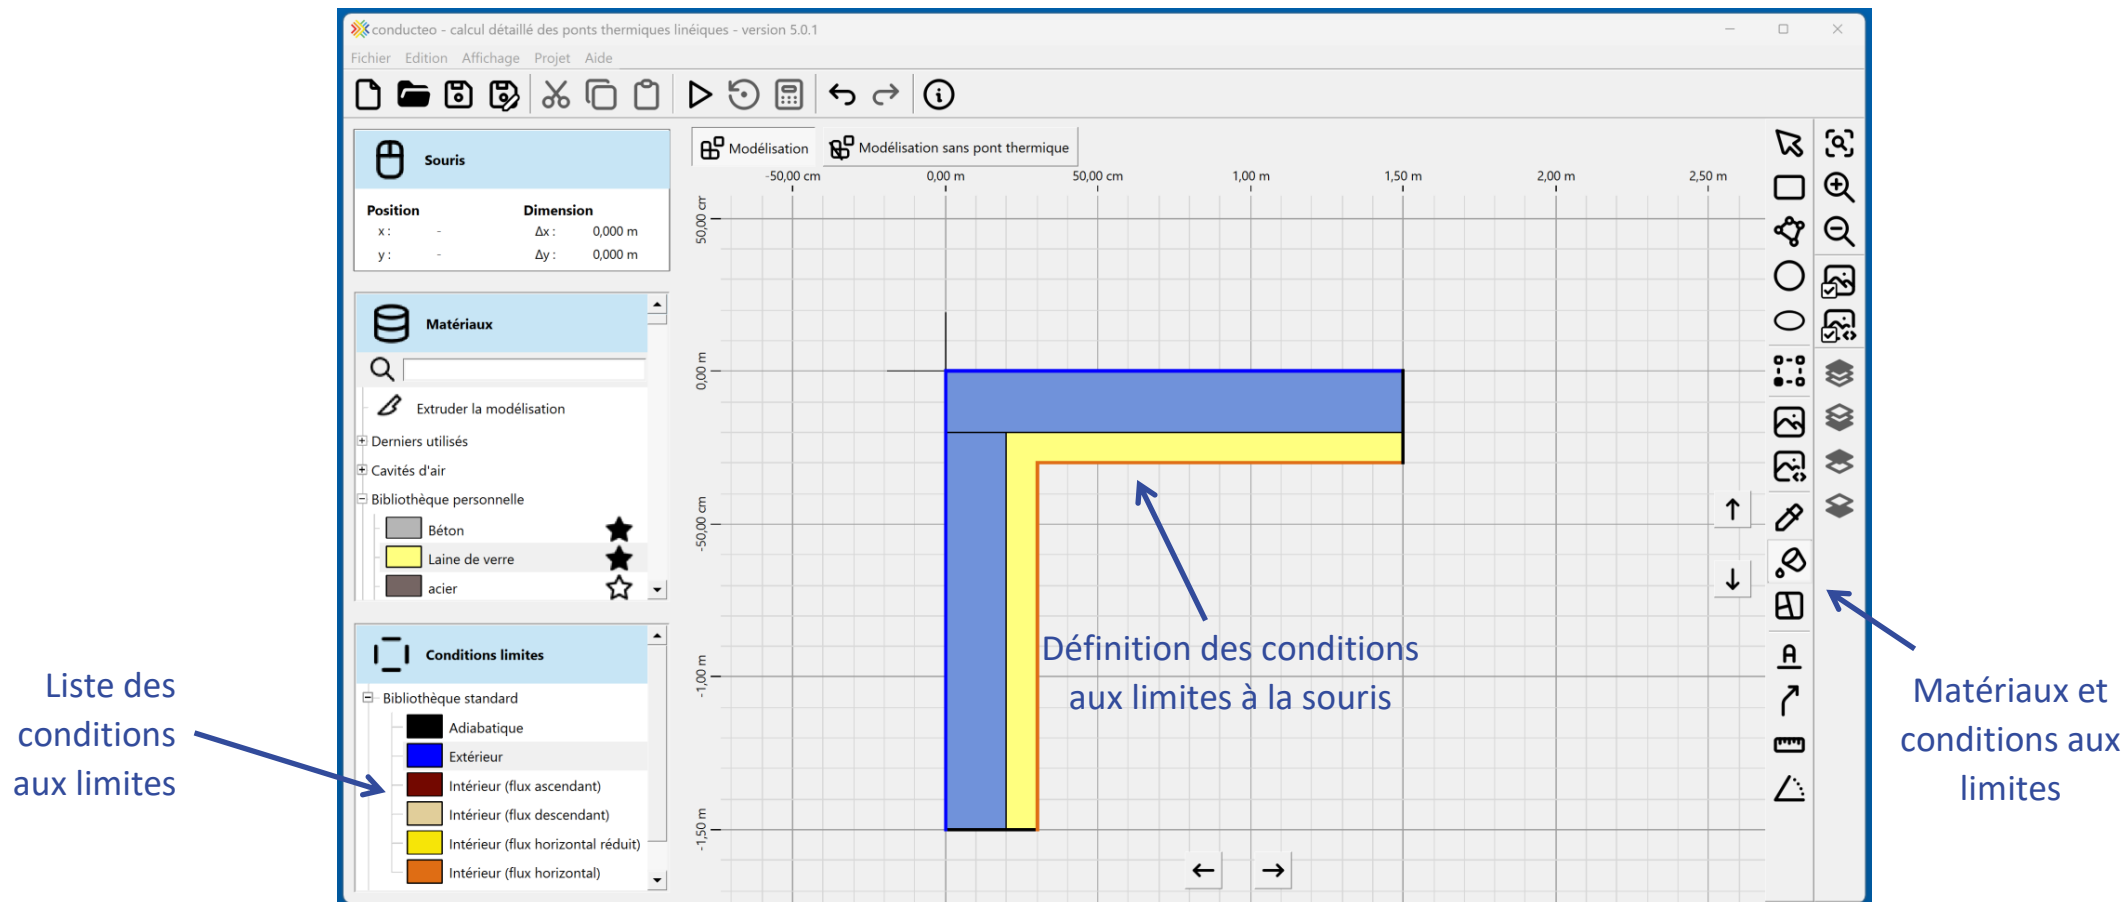 conducteo - calcul détaillé des ponts thermiques linéiques - version 5.0.1
Fichier Edition Affichage Projet Aide
Souris
Position Dimension
x : - Δx : 0,000 m
y : - Δy : 0,000 m
Matériaux
Extruder la modélisation
Derniers utilisés
Cavités d'air
Bibliothèque personnelle
Béton
Laine de verre
acier
Conditions limites
Bibliothèque standard
Adiabatique
Extérieur
Intérieur (flux ascendant)
Intérieur (flux descendant)
Intérieur (flux horizontal réduit)
Intérieur (flux horizontal)
Modélisation Modélisation sans pont thermique
-50,00 cm 0,00 m 50,00 cm 1,00 m 1,50 m 2,00 m 2,50 m
50,00 cm
0,00 m
-50,00 cm
-1,00 m
-1,50 m
A
Liste des
conditions
aux limites
Définition des conditions
aux limites à la souris
Matériaux et
conditions aux
limites